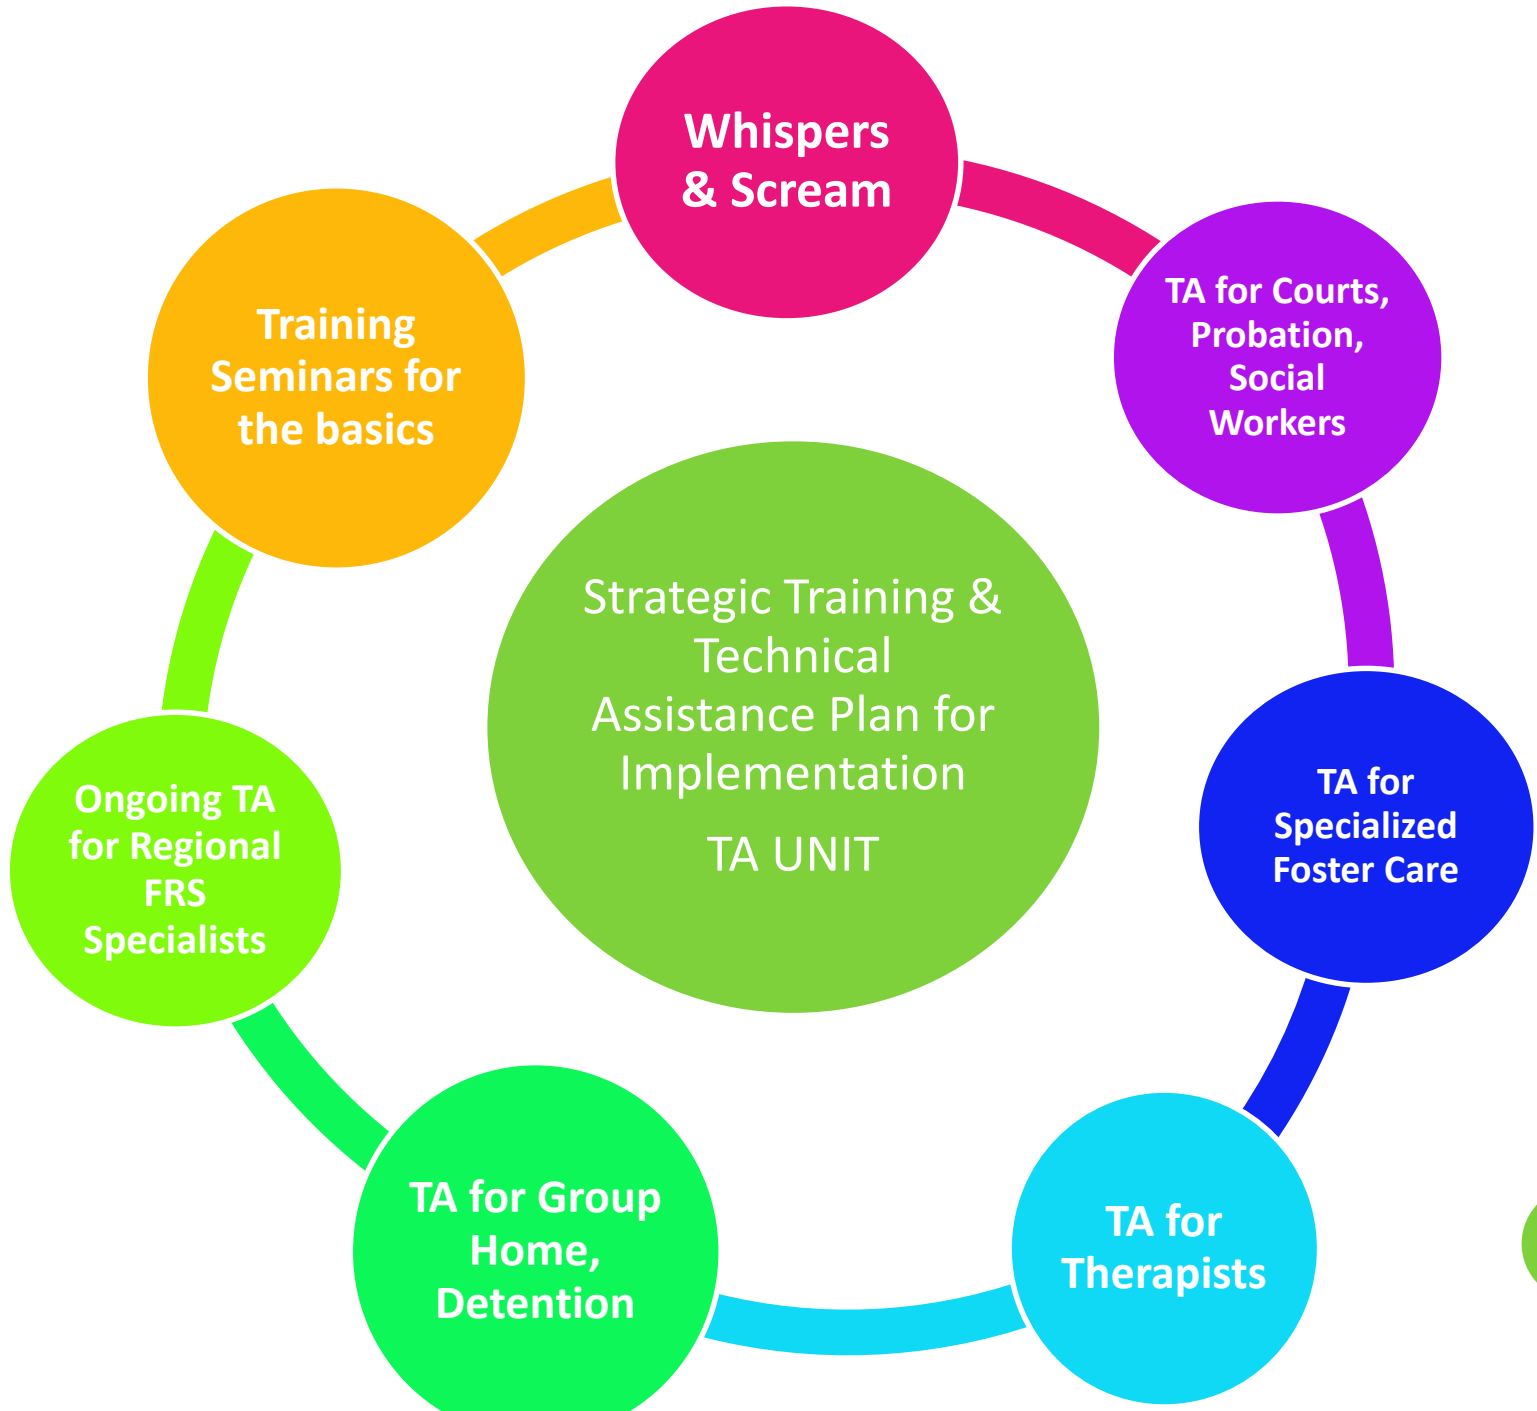 Whispers
& Scream
TA for Courts,
Probation,
Social
Workers
TA for
Specialized
Foster Care
TA for
Therapists
TA for Group
Home,
Detention
Ongoing TA
for Regional
FRS
Specialists
Training
Seminars for
the basics
Strategic Training &
Technical
Assistance Plan for
Implementation
TA UNIT